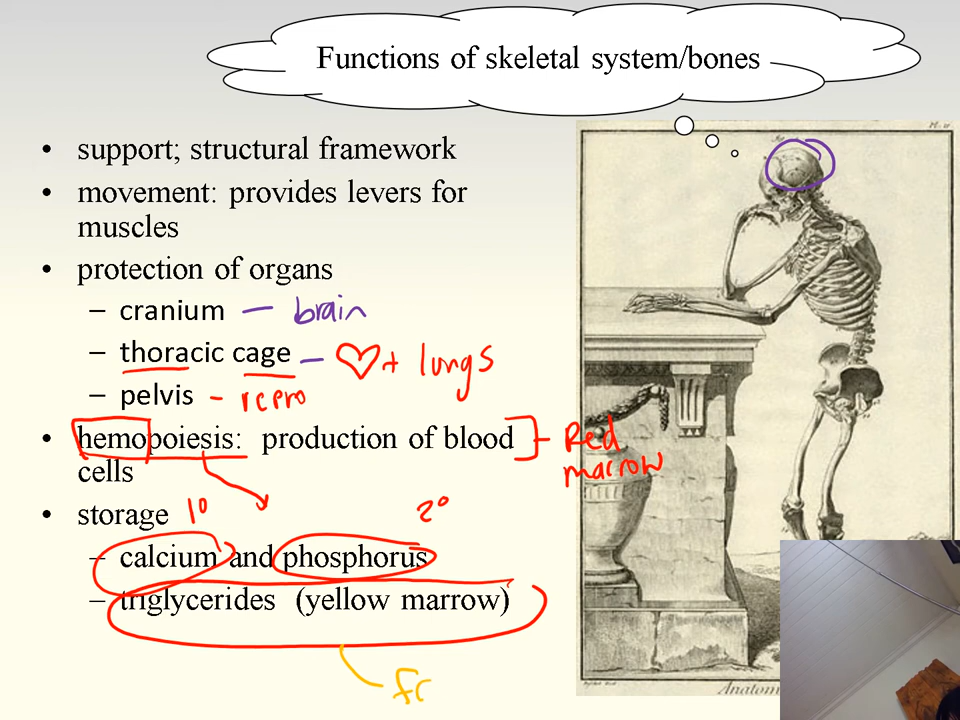 Functions of skeletal system/bones
• support; structural framework
• movement: provides levers for
muscles
• protection of organs
– cranium – brain
– thoracic cage – ♡ + lungs
– pelvis - repro
• hemopoiesis: production of blood } - Red
cells marrow
• storage 1° 2°
– calcium and phosphorus
– triglycerides (yellow marrow)
Anatom